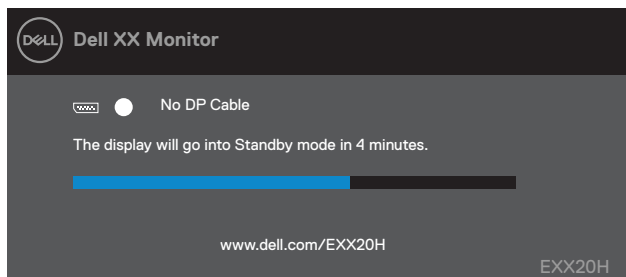 DELL
Dell XX Monitor
No DP Cable
The display will go into Standby mode in 4 minutes.
www.dell.com/EXX20H
EXX20H